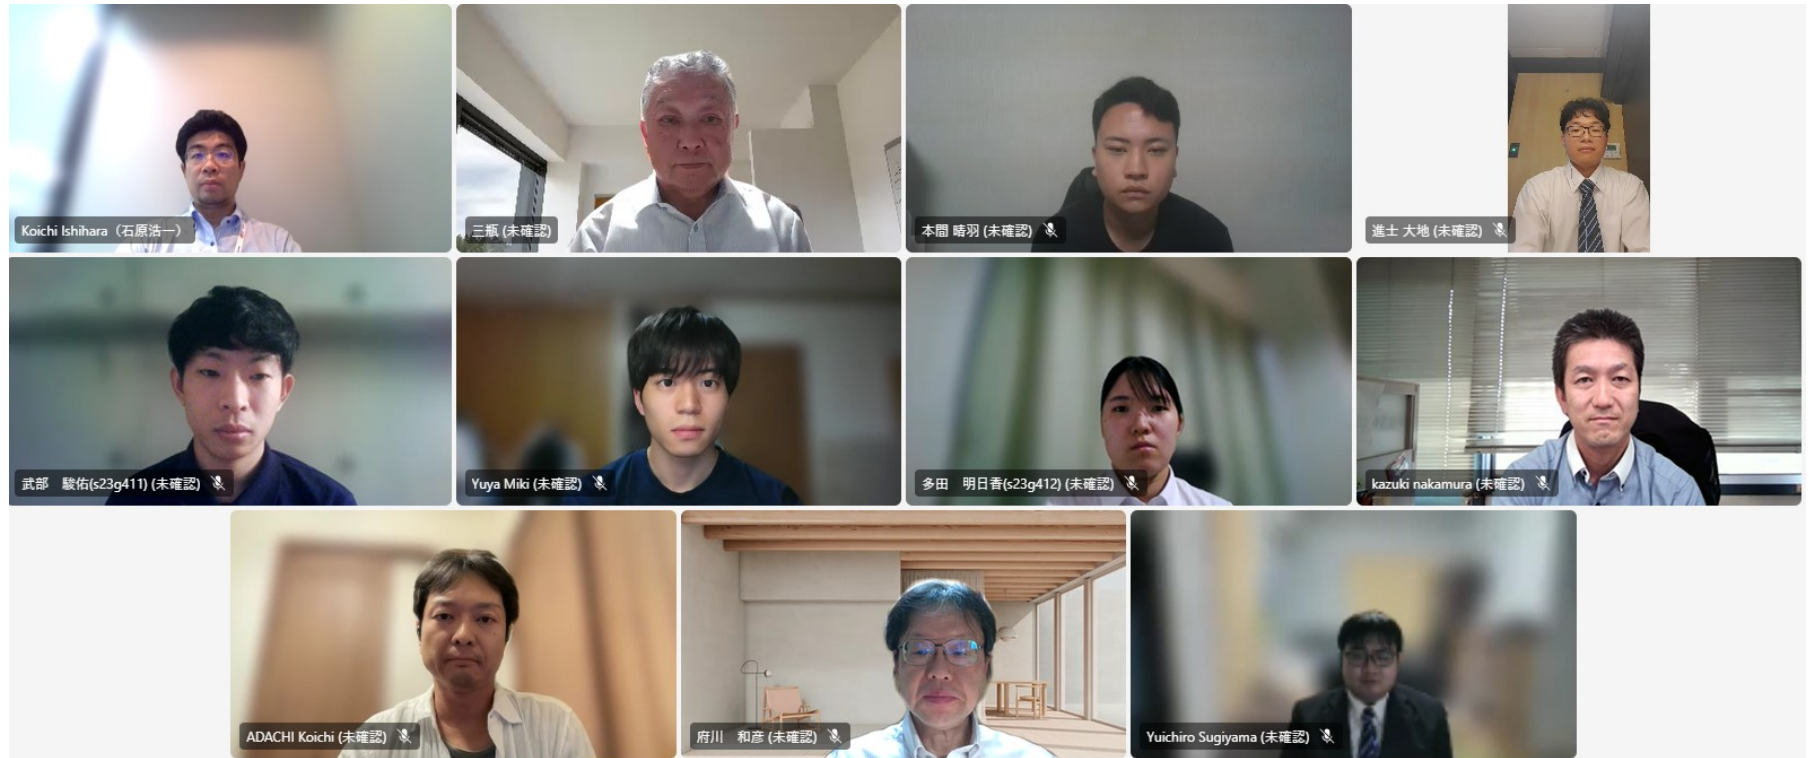 Koichi Ishihara（石原浩一）
三瓶 (未確認)
本間 晴羽 (未確認)
進士 大地 (未確認)
武部　駿佑(s23g411) (未確認)
Yuya Miki (未確認)
多田　明日香(s23g412) (未確認)
kazuki nakamura (未確認)
ADACHI Koichi (未確認)
府川　和彦 (未確認)
Yuichiro Sugiyama (未確認)